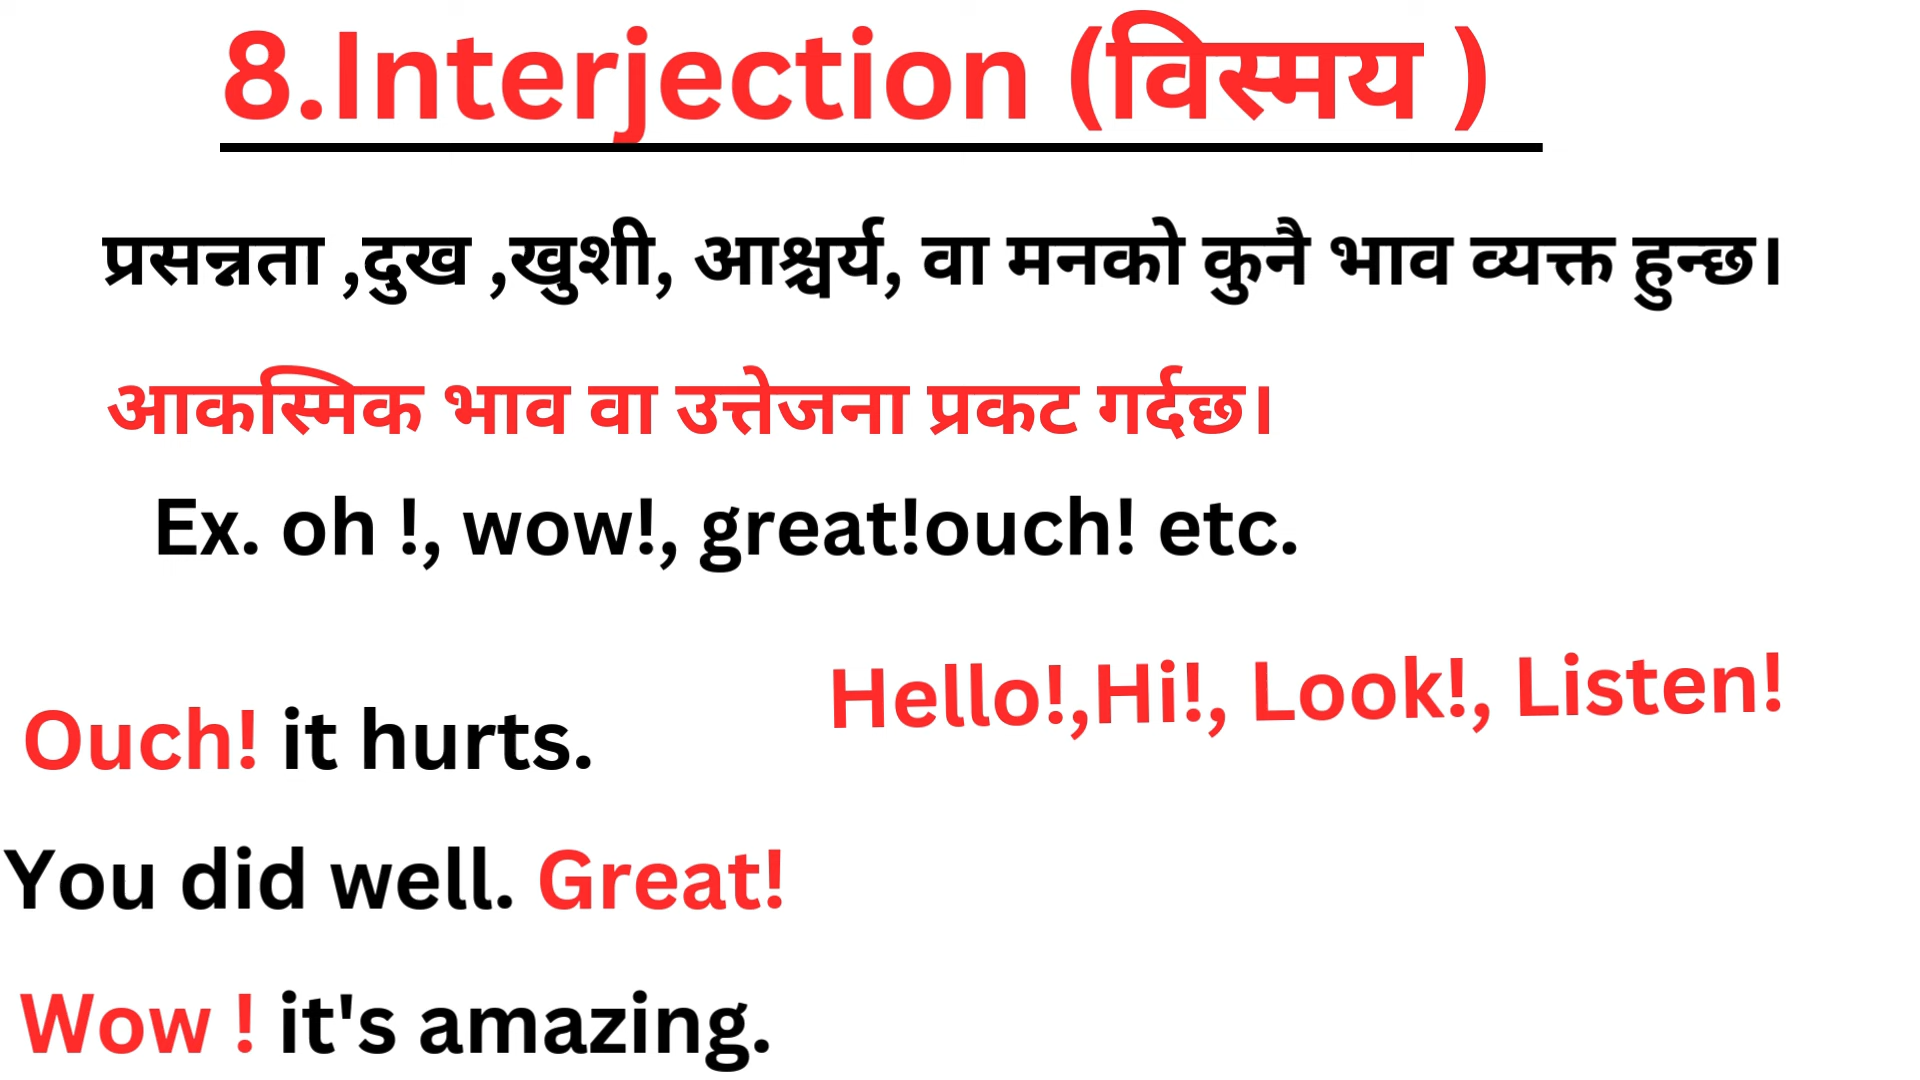 8.Interjection (विस्मय )
प्रसन्नता ,दुख ,खुशी, आश्चर्य, वा मनको कुनै भाव व्यक्त हुन्छ।
आकस्मिक भाव वा उत्तेजना प्रकट गर्दछ।
Ex. oh !, wow!, great!ouch! etc.
Hello!,Hi!, Look!, Listen!
Ouch! it hurts.
You did well. Great!
Wow ! it's amazing.